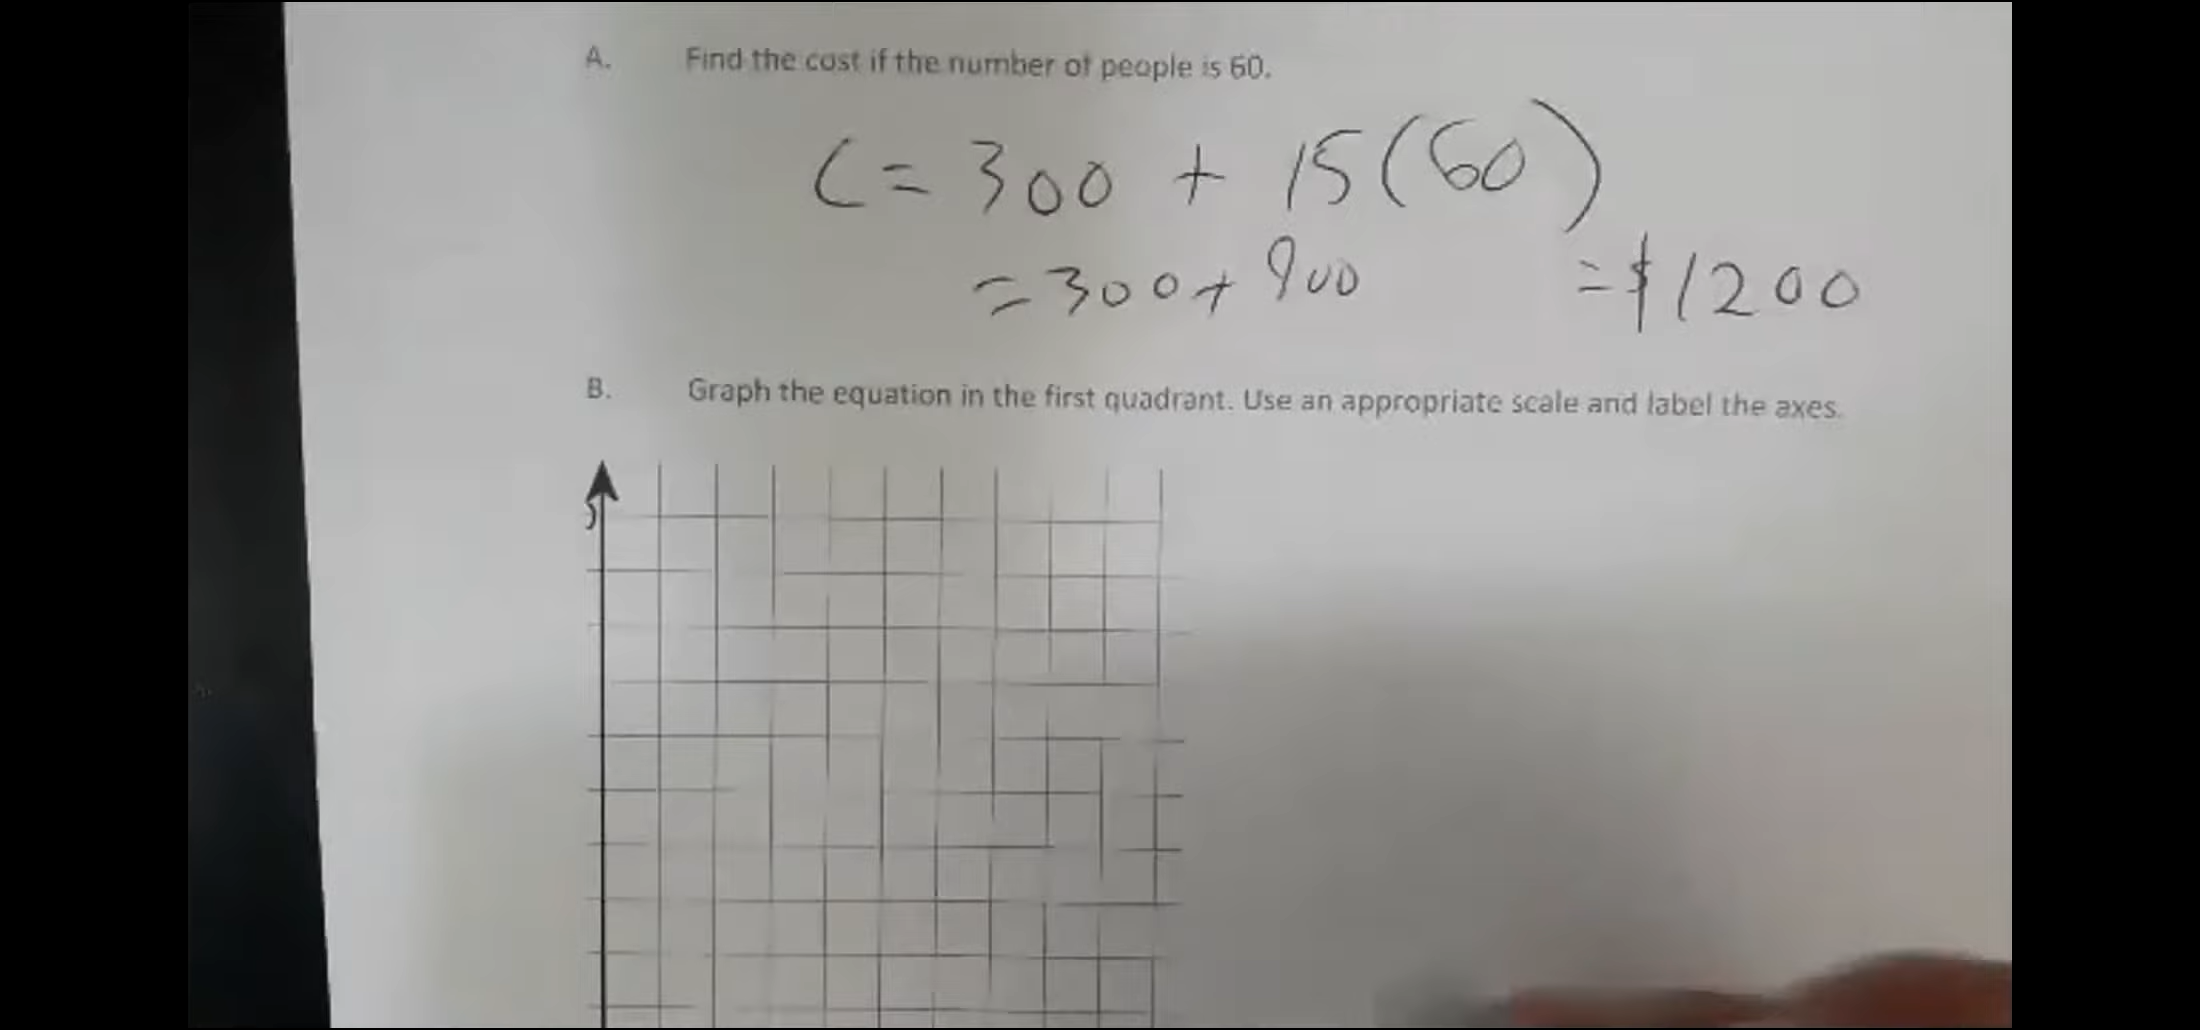 A. Find the cost if the number of people is 60.
C = 300 + 15(60)
= 300 + 900 = $1200
B. Graph the equation in the first quadrant. Use an appropriate scale and label the axes.